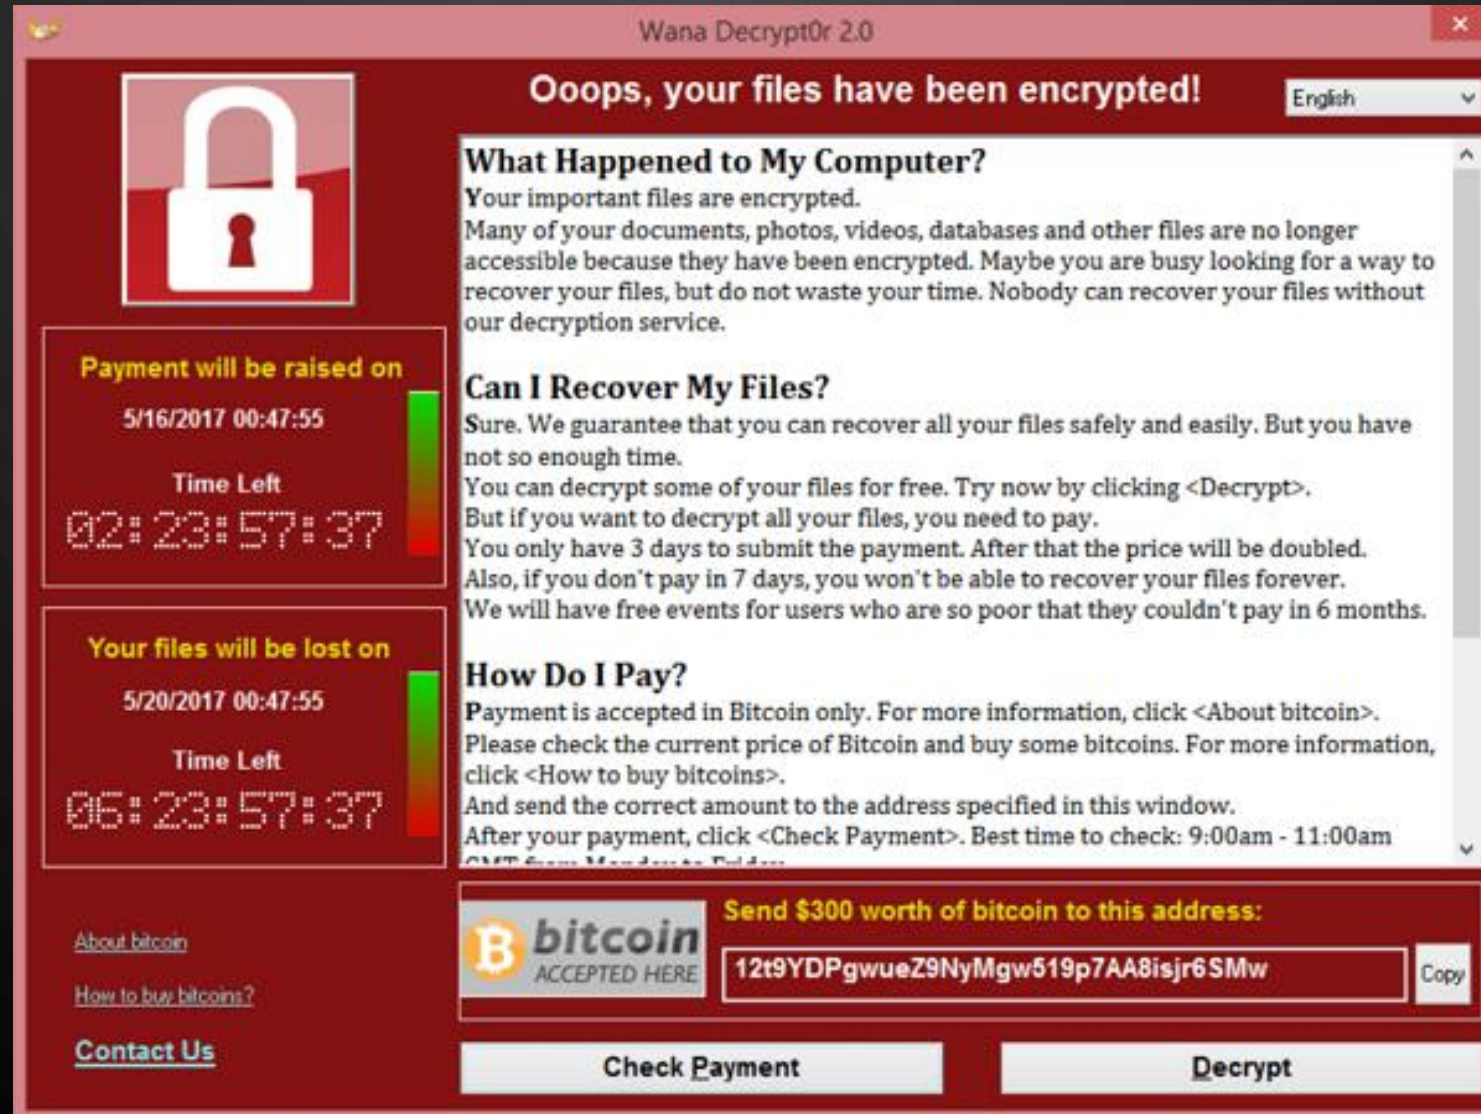 Wana Decrypt0r 2.0
Ooops, your files have been encrypted!
English
What Happened to My Computer?
Your important files are encrypted.
Many of your documents, photos, videos, databases and other files are no longer
accessible because they have been encrypted. Maybe you are busy looking for a way to
recover your files, but do not waste your time. Nobody can recover your files without
our decryption service.
Can I Recover My Files?
Sure. We guarantee that you can recover all your files safely and easily. But you have
not so enough time.
You can decrypt some of your files for free. Try now by clicking <Decrypt>.
But if you want to decrypt all your files, you need to pay.
You only have 3 days to submit the payment. After that the price will be doubled.
Also, if you don't pay in 7 days, you won't be able to recover your files forever.
We will have free events for users who are so poor that they couldn't pay in 6 months.
How Do I Pay?
Payment is accepted in Bitcoin only. For more information, click <About bitcoin>.
Please check the current price of Bitcoin and buy some bitcoins. For more information,
click <How to buy bitcoins>.
And send the correct amount to the address specified in this window.
After your payment, click <Check Payment>. Best time to check: 9:00am - 11:00am
GMT from Monday to Friday
Payment will be raised on
5/16/2017 00:47:55
Time Left
02:23:57:37
Your files will be lost on
5/20/2017 00:47:55
Time Left
06:23:57:37
About bitcoin
How to buy bitcoins?
Contact Us
bitcoin
ACCEPTED HERE
Send $300 worth of bitcoin to this address:
12t9YDPgwueZ9NyMgw519p7AA8isjr6SMw
Copy
Check Payment
Decrypt